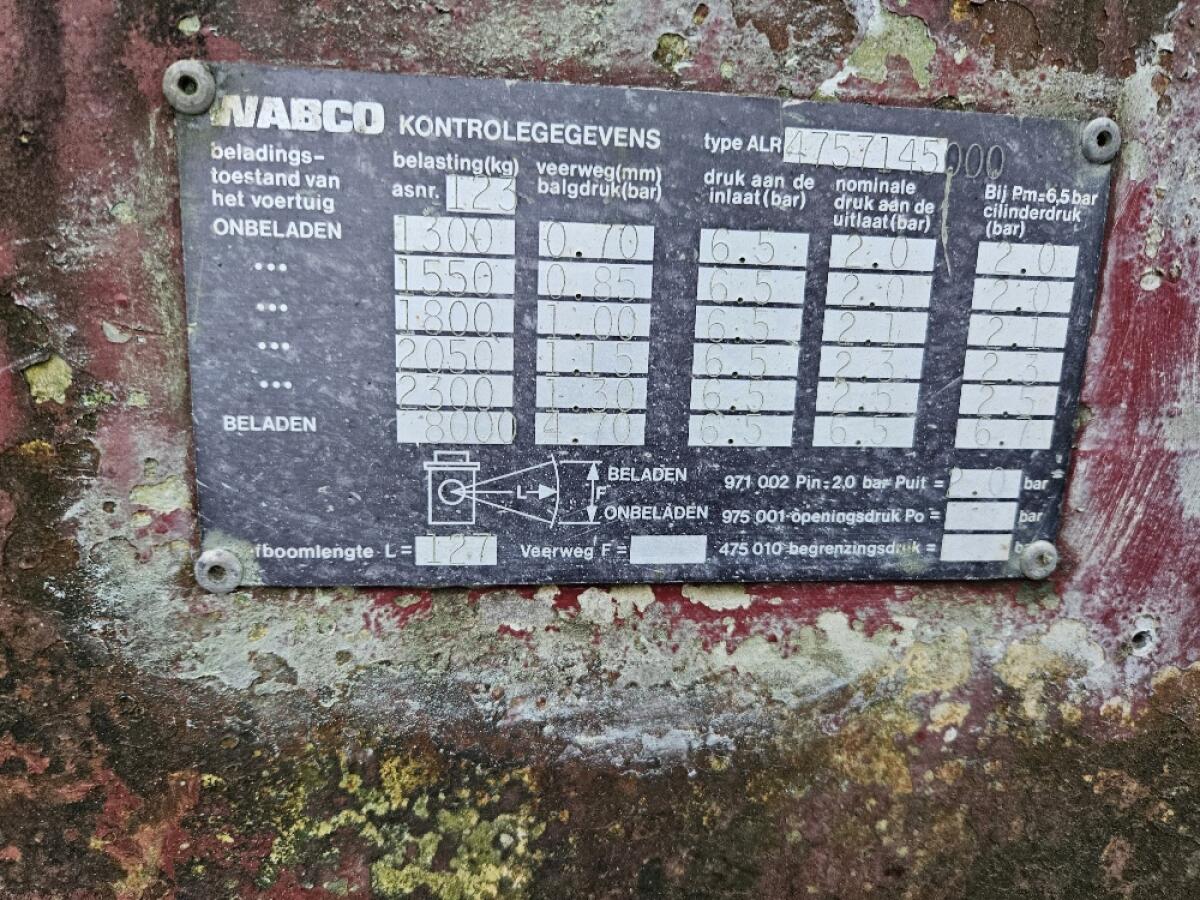 WABCO KONTROLEGEGEVENS type ALR 4757145000
beladings-
toestand van
het voertuig
belasting(kg)
asnr. 123
veerweg(mm)
balgdruk(bar)
druk aan de
inlaat(bar)
nominale
druk aan de
uitlaat(bar)
Bij Pm=6,5bar
cilinderdruk
(bar)
ONBELADEN 1300 0.70 6.5 2.0 2.0
... 1550 0.85 6.5 2.0 2.0
... 1800 1.00 6.5 2.1 2.1
... 2050 1.15 6.5 2.3 2.3
... 2300 1.30 6.5 2.5 2.5
BELADEN 8000 4.70 6.5 6.5
L F BELADEN
ONBELADEN
971 002 Pin=2,0 bar Puit = 2.0 bar
975 001-openingsdruk Po = bar
fboomlengte L = 127 Veerweg F = 475 010-begrenzingsdruk =